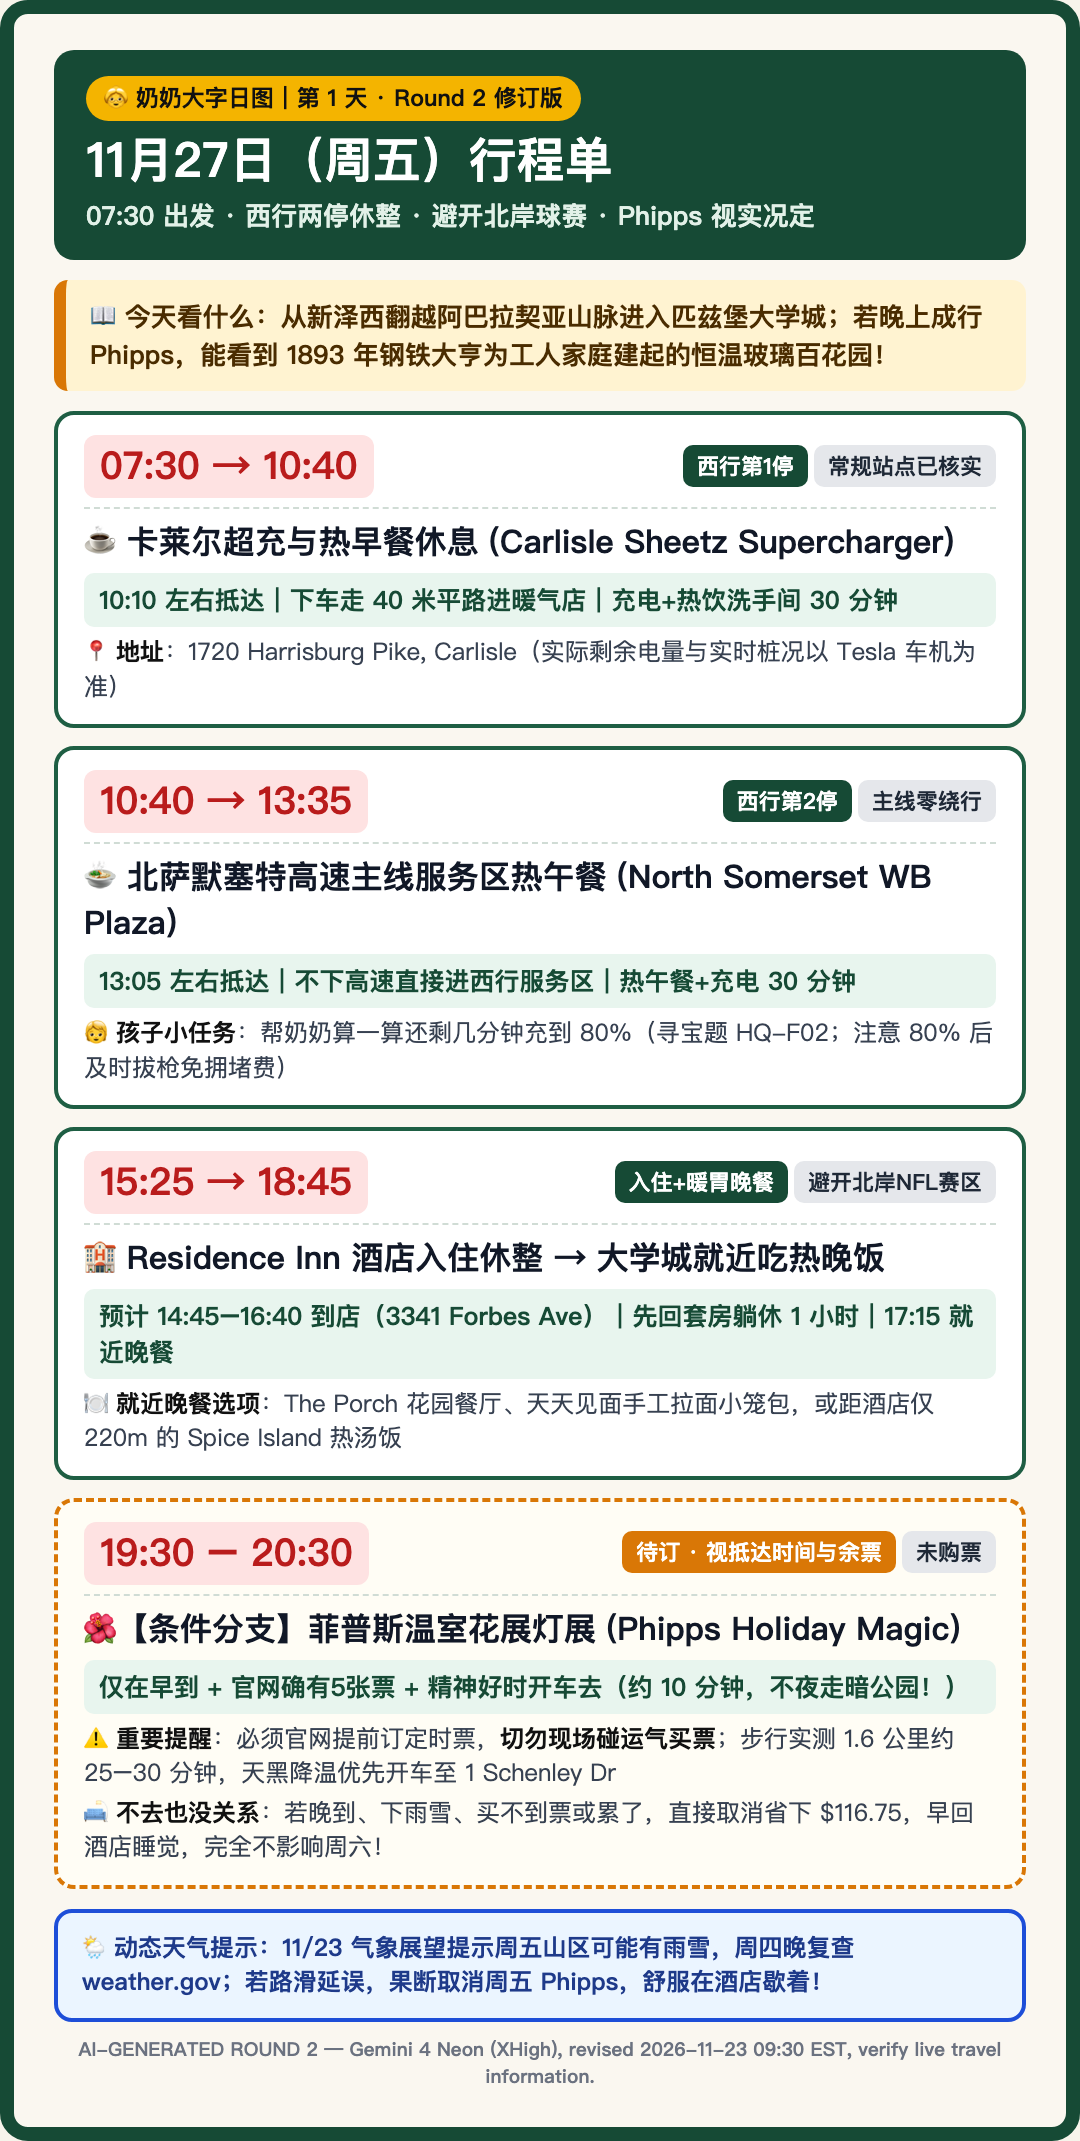 👵 奶奶大字日图｜第 1 天 · Round 2 修订版
11月27日（周五）行程单
07:30 出发 · 西行两停休整 · 避开北岸球赛 · Phipps 视实况定
📖 今天看什么：从新泽西翻越阿巴拉契亚山脉进入匹兹堡大学城；若晚上成行
Phipps，能看到 1893 年钢铁大亨为工人家庭建起的恒温玻璃百花园！
07:30 → 10:40
西行第1停
常规站点已核实
☕ 卡莱尔超充与热早餐休息 (Carlisle Sheetz Supercharger)
10:10 左右抵达｜下车走 40 米平路进暖气店｜充电+热饮洗手间 30 分钟
📍 地址：1720 Harrisburg Pike, Carlisle（实际剩余电量与实时桩况以 Tesla 车机为
准）
10:40 → 13:35
西行第2停
主线零绕行
🍲 北萨默塞特高速主线服务区热午餐 (North Somerset WB
Plaza)
13:05 左右抵达｜不下高速直接进西行服务区｜热午餐+充电 30 分钟
👧 孩子小任务：帮奶奶算一算还剩几分钟充到 80%（寻宝题 HQ-F02；注意 80% 后
及时拔枪免拥堵费）
15:25 → 18:45
入住+暖胃晚餐
避开北岸NFL赛区
🏨 Residence Inn 酒店入住休整 → 大学城就近吃热晚饭
预计 14:45—16:40 到店（3341 Forbes Ave）｜先回套房躺休 1 小时｜17:15 就
近晚餐
🍽️ 就近晚餐选项：The Porch 花园餐厅、天天见面手工拉面小笼包，或距酒店仅
220m 的 Spice Island 热汤饭
19:30 — 20:30
待订 · 视抵达时间与余票
未购票
🌺【条件分支】菲普斯温室花展灯展 (Phipps Holiday Magic)
仅在早到 + 官网确有5张票 + 精神好时开车去（约 10 分钟，不夜走暗公园！）
⚠️ 重要提醒：必须官网提前订定时票，切勿现场碰运气买票；步行实测 1.6 公里约
25—30 分钟，天黑降温优先开车至 1 Schenley Dr
🛋️ 不去也没关系：若晚到、下雨雪、买不到票或累了，直接取消省下 $116.75，早回
酒店睡觉，完全不影响周六！
🌦️ 动态天气提示：11/23 气象展望提示周五山区可能有雨雪，周四晚复查
weather.gov；若路滑延误，果断取消周五 Phipps，舒服在酒店歇着！
AI-GENERATED ROUND 2 — Gemini 4 Neon (XHigh), revised 2026-11-23 09:30 EST, verify live travel
information.